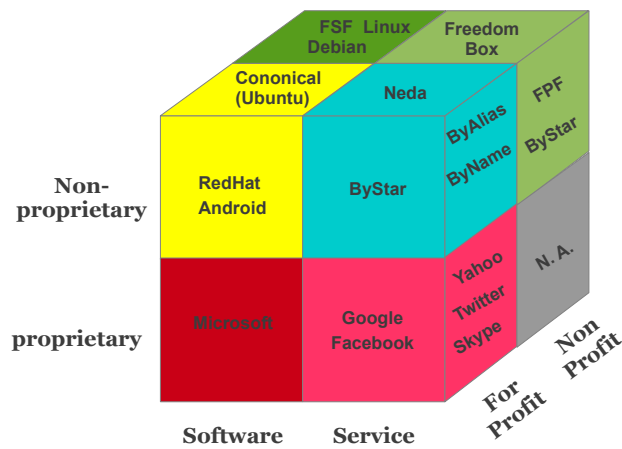 FSF Linux
Debian
Freedom
Box
Cononical
(Ubuntu)
Neda
FPF
ByStar
ByAlias
ByName
Non-
proprietary
RedHat
Android
ByStar
Yahoo
Twitter
Skype
N. A.
proprietary
Microsoft
Google
Facebook
For
Profit
Non
Profit
Software
Service